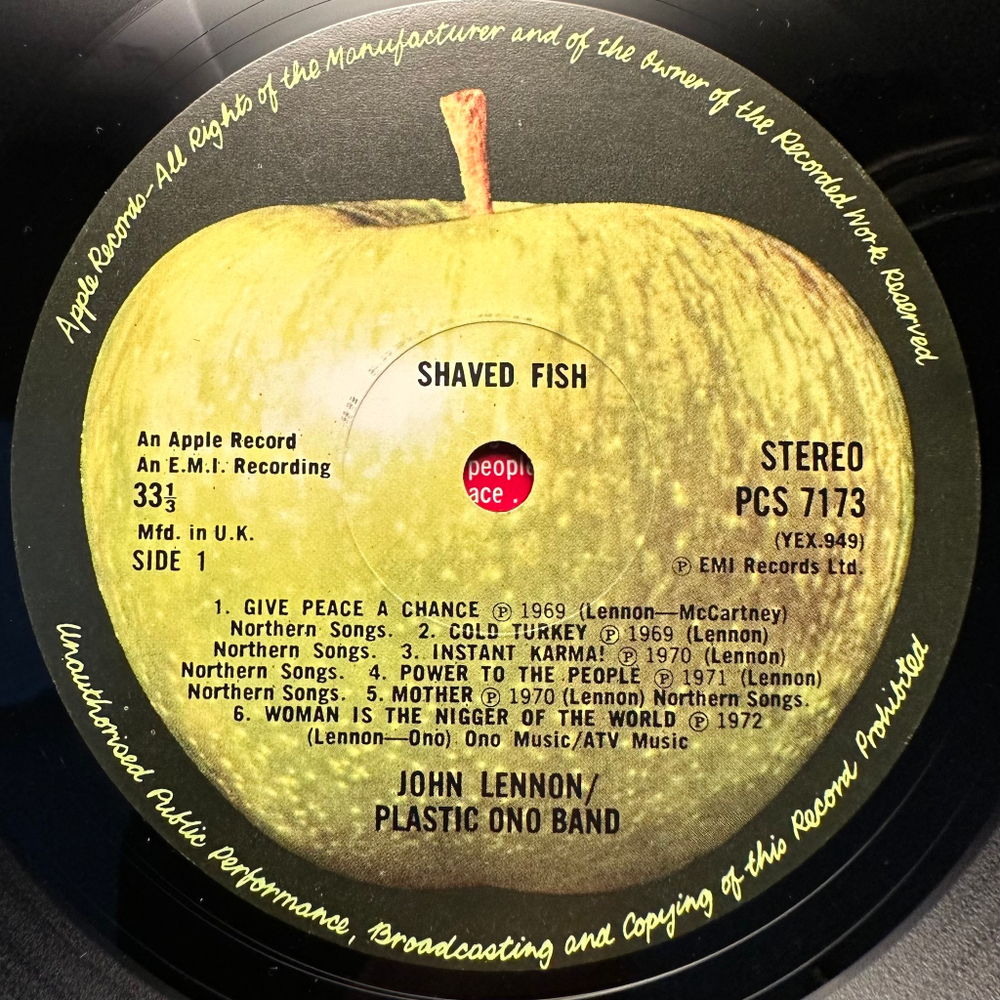 Apple Records-All Rights of the Manufacturer and of the Owner of the Recorded Work Reserved
SHAVED FISH
An Apple Record
An E.M.I. Recording
33⅓
Mfd. in U.K.
SIDE 1
people
ace .
STEREO
PCS 7173
(YEX.949)
Ⓟ EMI Records Ltd.
1. GIVE PEACE A CHANCE Ⓟ 1969 (Lennon—McCartney)
Northern Songs. 2. COLD TURKEY Ⓟ 1969 (Lennon)
Northern Songs. 3. INSTANT KARMA! Ⓟ 1970 (Lennon)
Northern Songs. 4. POWER TO THE PEOPLE Ⓟ 1971 (Lennon)
Northern Songs. 5. MOTHER Ⓟ 1970 (Lennon) Northern Songs.
6. WOMAN IS THE NIGGER OF THE WORLD Ⓟ 1972
(Lennon—Ono) Ono Music/ATV Music
JOHN LENNON/
PLASTIC ONO BAND
Unauthorised Public Performance, Broadcasting and Copying of this Record Prohibited